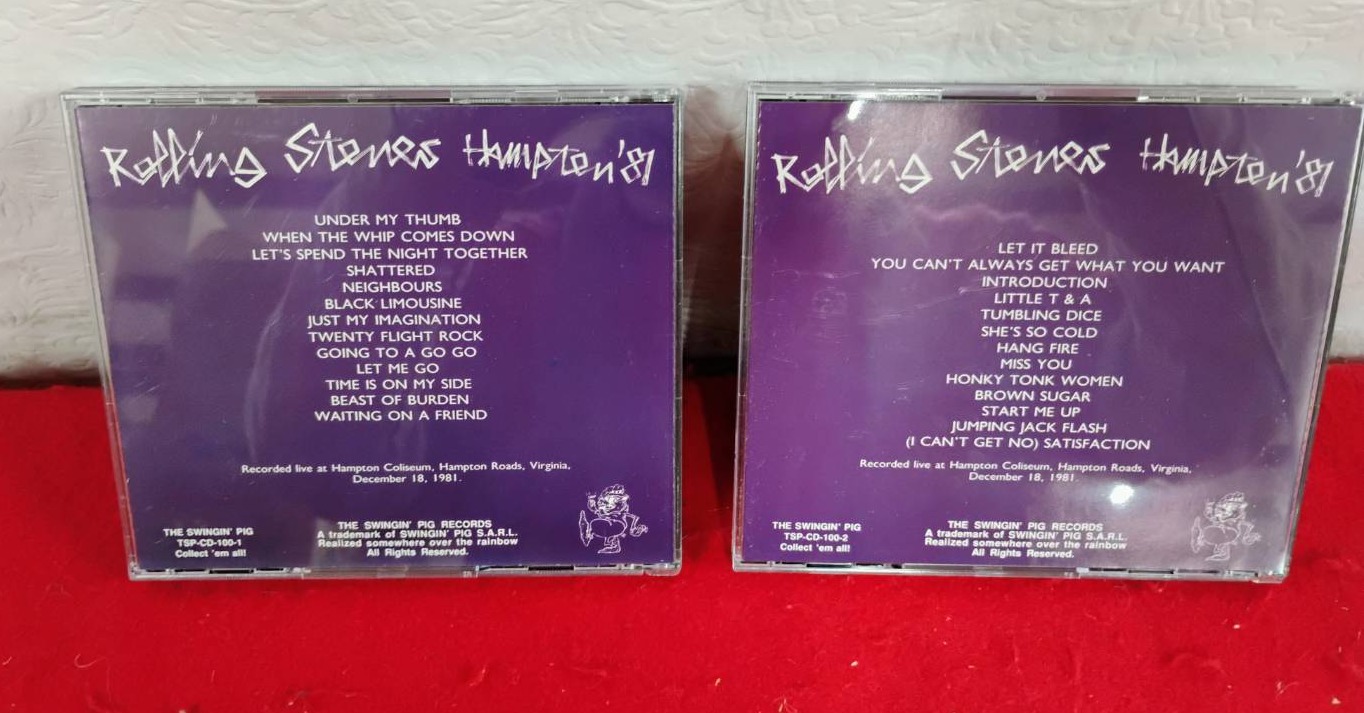 Rolling Stones Hampton '81
UNDER MY THUMB
WHEN THE WHIP COMES DOWN
LET'S SPEND THE NIGHT TOGETHER
SHATTERED
NEIGHBOURS
BLACK LIMOUSINE
JUST MY IMAGINATION
TWENTY FLIGHT ROCK
GOING TO A GO GO
LET ME GO
TIME IS ON MY SIDE
BEAST OF BURDEN
WAITING ON A FRIEND
Recorded live at Hampton Coliseum, Hampton Roads, Virginia,
December 18, 1981.
THE SWINGIN' PIG
TSP-CD-100-1
Collect 'em all!
THE SWINGIN' PIG RECORDS
A trademark of SWINGIN' PIG S.A.R.L.
Realized somewhere over the rainbow
All Rights Reserved.
Rolling Stones Hampton '81
LET IT BLEED
YOU CAN'T ALWAYS GET WHAT YOU WANT
INTRODUCTION
LITTLE T & A
TUMBLING DICE
SHE'S SO COLD
HANG FIRE
MISS YOU
HONKY TONK WOMEN
BROWN SUGAR
START ME UP
JUMPING JACK FLASH
(I CAN'T GET NO) SATISFACTION
Recorded live at Hampton Coliseum, Hampton Roads, Virginia,
December 18, 1981.
THE SWINGIN' PIG
TSP-CD-100-2
Collect 'em all!
THE SWINGIN' PIG RECORDS
A trademark of SWINGIN' PIG S.A.R.L.
Realized somewhere over the rainbow
All Rights Reserved.